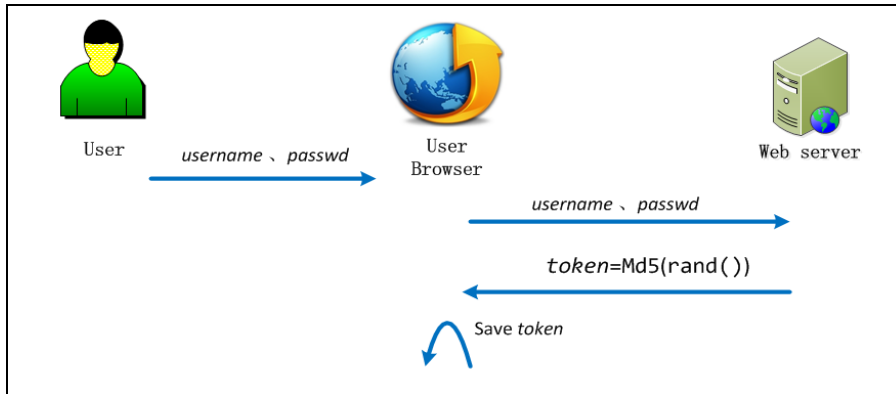 User
username 、passwd
User
Browser
Web server
username 、passwd
token=Md5(rand())
Save token